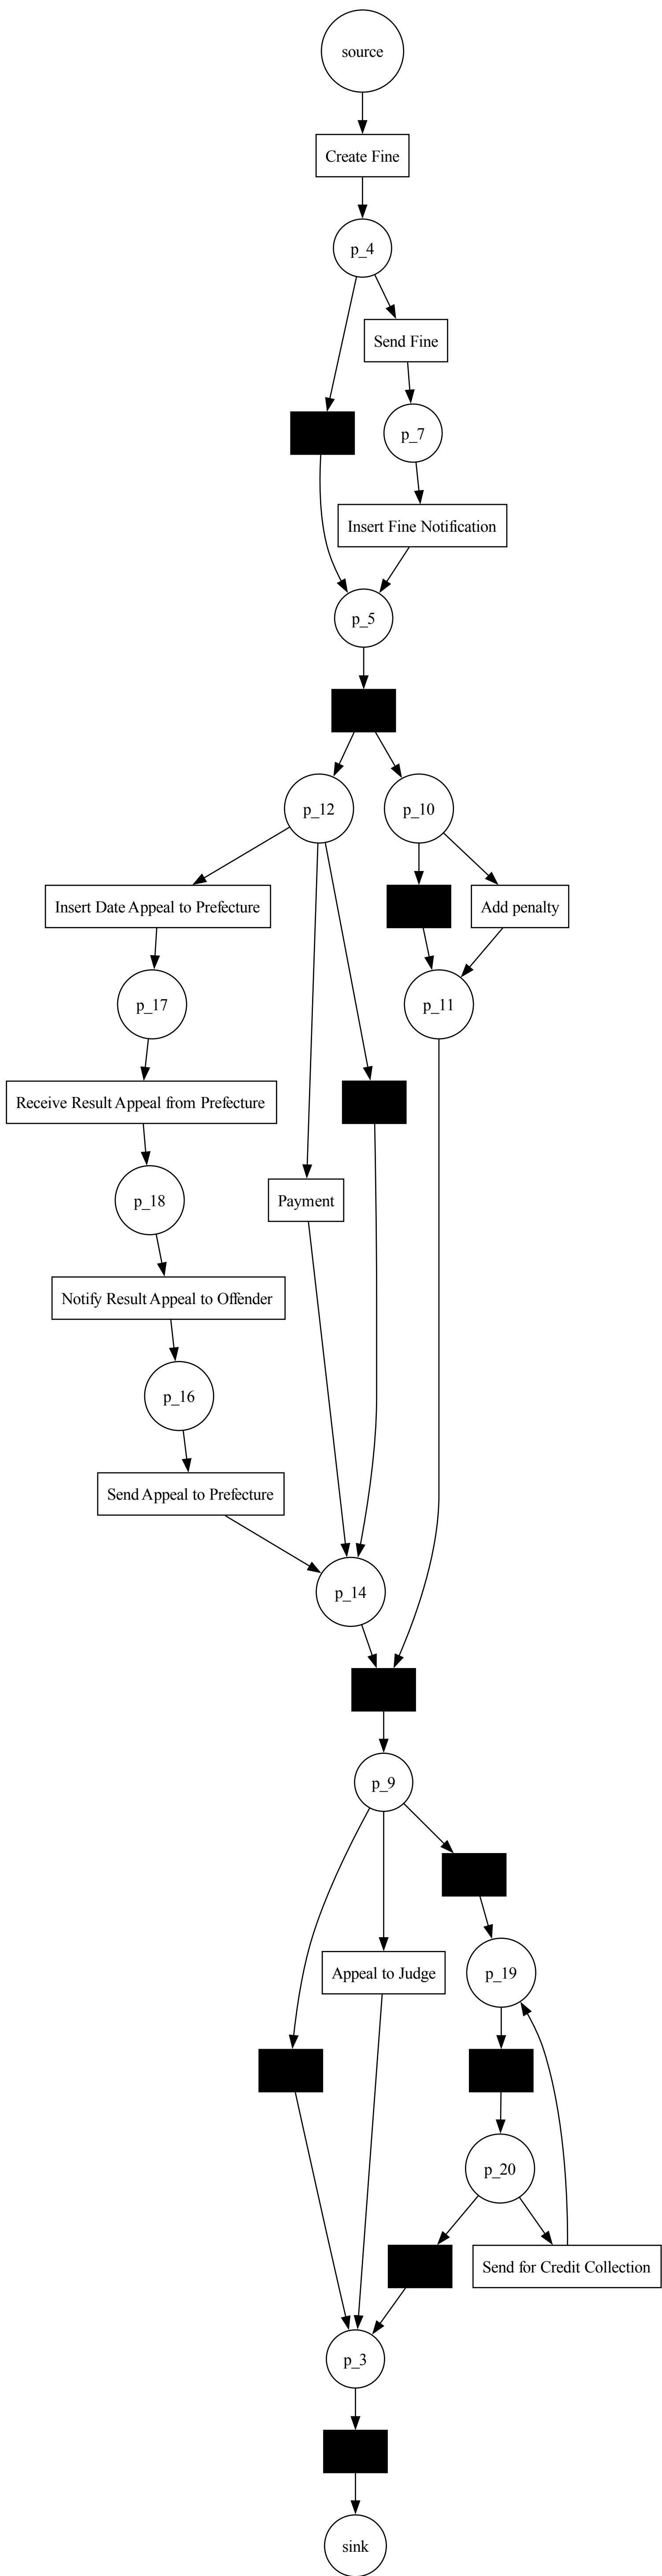 source
Create Fine
p_4
Send Fine
p_7
Insert Fine Notification
p_5
p_12
p_10
Insert Date Appeal to Prefecture
Add penalty
p_17
p_11
Receive Result Appeal from Prefecture
p_18
Payment
Notify Result Appeal to Offender
p_16
Send Appeal to Prefecture
p_14
p_9
Appeal to Judge
p_19
p_20
Send for Credit Collection
p_3
sink